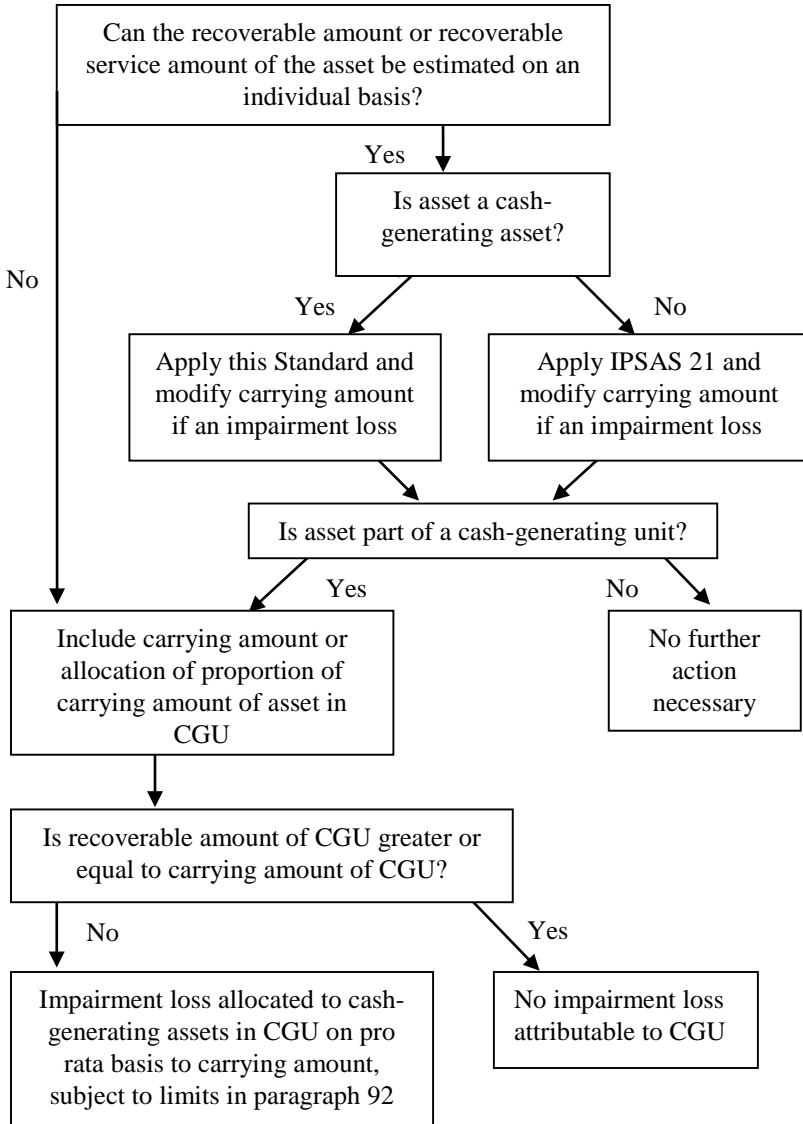 Can the recoverable amount or recoverable
service amount of the asset be estimated on an
individual basis?
Yes
Is asset a cash-
generating asset?
No
Yes
No
Apply this Standard and
modify carrying amount
if an impairment loss
Apply IPSAS 21 and
modify carrying amount
if an impairment loss
Is asset part of a cash-generating unit?
Yes
No
Include carrying amount or
allocation of proportion of
carrying amount of asset in
CGU
No further
action
necessary
Is recoverable amount of CGU greater or
equal to carrying amount of CGU?
No
Yes
Impairment loss allocated to cash-
generating assets in CGU on pro
rata basis to carrying amount,
subject to limits in paragraph 92
No impairment loss
attributable to CGU